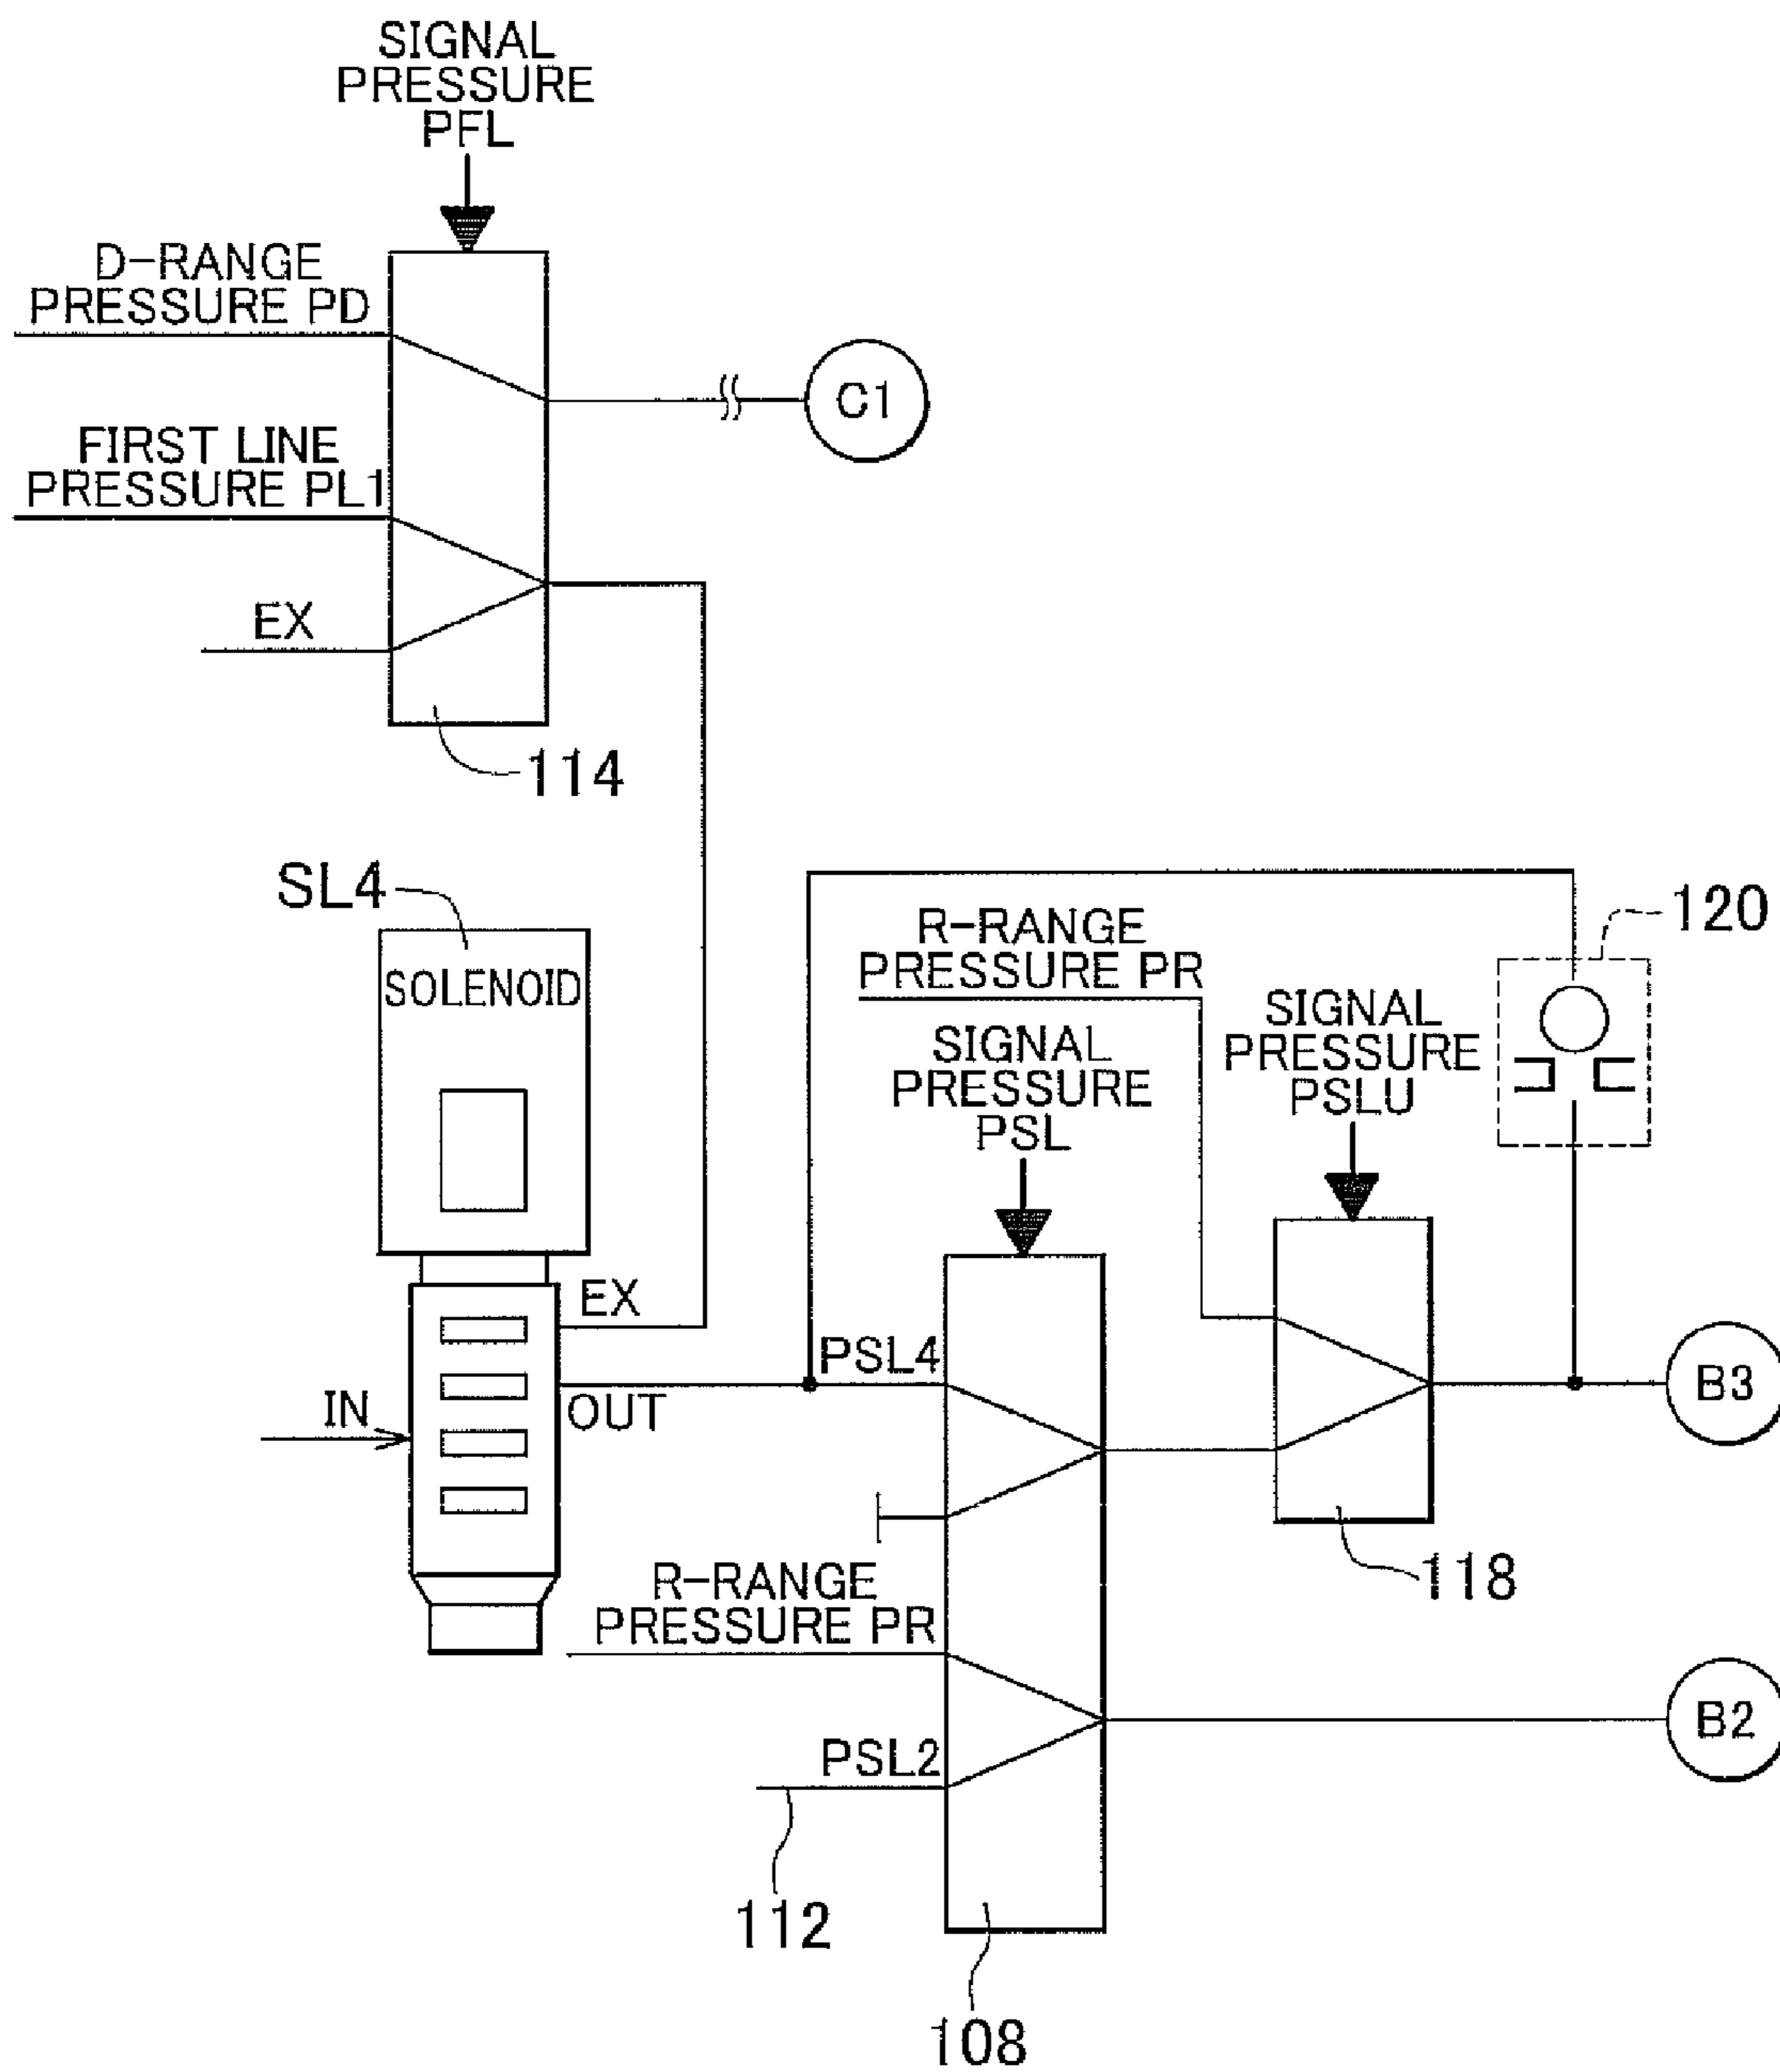 SIGNAL
PRESSURE
PFL
D-RANGE
PRESSURE PD
C1
FIRST LINE
PRESSURE PL1
EX
114
SL4
SOLENOID
R-RANGE
PRESSURE PR
120
SIGNAL
PRESSURE
PSLU
SIGNAL
PRESSURE
PSL
EX
PSL4
OUT
IN
B3
118
R-RANGE
PRESSURE PR
B2
PSL2
112
108